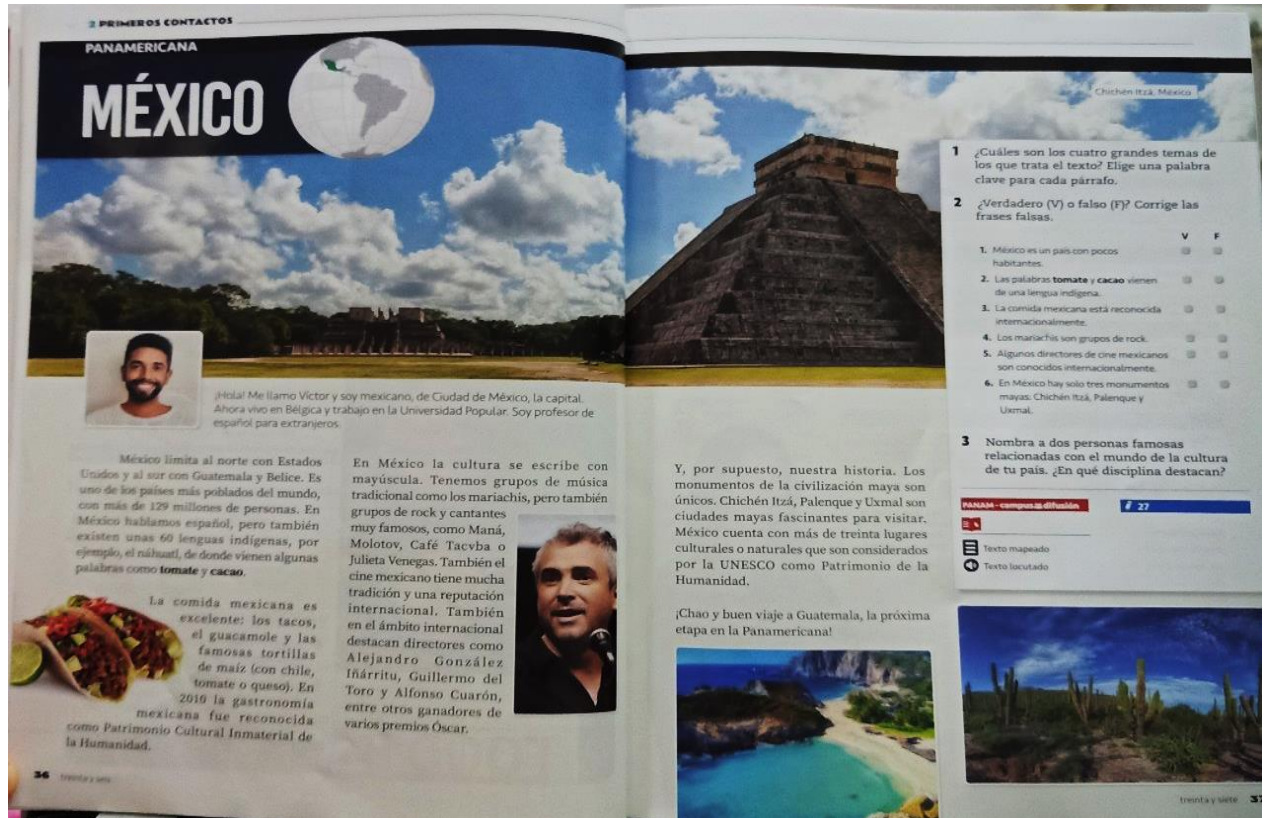 2 PRIMEROS CONTACTOS
PANAMERICANA
MÉXICO
¡Hola! Me llamo Víctor y soy mexicano, de Ciudad de México, la capital.
Ahora vivo en Bélgica y trabajo en la Universidad Popular. Soy profesor de
español para extranjeros.
México limita al norte con Estados
Unidos y al sur con Guatemala y Belice. Es
uno de los países más poblados del mundo,
con más de 129 millones de personas. En
México hablamos español, pero también
existen unas 60 lenguas indígenas, por
ejemplo, el náhuatl, de donde vienen algunas
palabras como tomate y cacao.
La comida mexicana es
excelente: los tacos,
el guacamole y las
famosas tortillas
de maíz (con chile,
tomate o queso). En
2010 la gastronomía
mexicana fue reconocida
como Patrimonio Cultural Inmaterial de
la Humanidad.
36 treinta y siete
En México la cultura se escribe con
mayúscula. Tenemos grupos de música
tradicional como los mariachis, pero también
grupos de rock y cantantes
muy famosos, como Maná,
Molotov, Café Tacvba o
Julieta Venegas. También el
cine mexicano tiene mucha
tradición y una reputación
internacional. También
en el ámbito internacional
destacan directores como
Alejandro González
Iñárritu, Guillermo del
Toro y Alfonso Cuarón,
entre otros ganadores de
varios premios Óscar.
Y, por supuesto, nuestra historia. Los
monumentos de la civilización maya son
únicos. Chichén Itzá, Palenque y Uxmal son
ciudades mayas fascinantes para visitar.
México cuenta con más de treinta lugares
culturales o naturales que son considerados
por la UNESCO como Patrimonio de la
Humanidad.
¡Chao y buen viaje a Guatemala, la próxima
etapa en la Panamericana!
Chichén Itzá, México
1 ¿Cuáles son los cuatro grandes temas de
los que trata el texto? Elige una palabra
clave para cada párrafo.
2 ¿Verdadero (V) o falso (F)? Corrige las
frases falsas.
V F
1. México es un país con pocos
habitantes.
2. Las palabras tomate y cacao vienen
de una lengua indígena.
3. La comida mexicana está reconocida
internacionalmente.
4. Los mariachis son grupos de rock.
5. Algunos directores de cine mexicanos
son conocidos internacionalmente.
6. En México hay solo tres monumentos
mayas: Chichén Itzá, Palenque y
Uxmal.
3 Nombra a dos personas famosas
relacionadas con el mundo de la cultura
de tu país. ¿En qué disciplina destacan?
PANAM - campus difusión
27
Texto mapeado
Texto locutado
treinta y siete 37